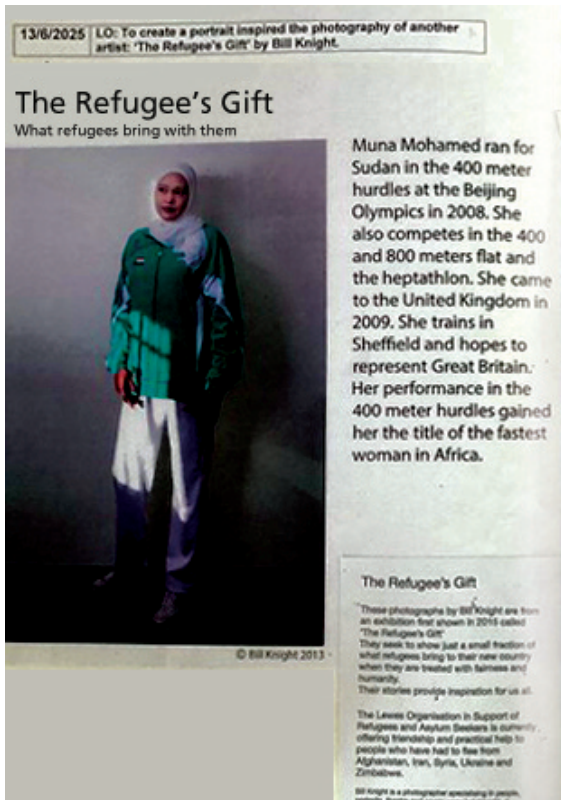 13/6/2025
LO: To create a portrait inspired the photography of another
artist: 'The Refugee's Gift' by Bill Knight.
The Refugee's Gift
What refugees bring with them
Muna Mohamed ran for
Sudan in the 400 meter
hurdles at the Beijing
Olympics in 2008. She
also competes in the 400
and 800 meters flat and
the heptathlon. She came
to the United Kingdom in
2009. She trains in
Sheffield and hopes to
represent Great Britain.
Her performance in the
400 meter hurdles gained
her the title of the fastest
woman in Africa.
© Bill Knight 2013
The Refugee's Gift
These photographs by Bill Knight are from
an exhibition first shown in 2015 called
'The Refugee's Gift'
They seek to show just a small fraction of
what refugees bring to their new country
when they are treated with fairness and
humanity.
Their stories provide inspiration for us all.
The Lewes Organisation in Support of
Refugees and Asylum Seekers is currently
offering friendship and practical help to
people who have had to flee from
Afghanistan, Iran, Syria, Ukraine and
Zimbabwe.
Bill Knight is a photographer specialising in people,